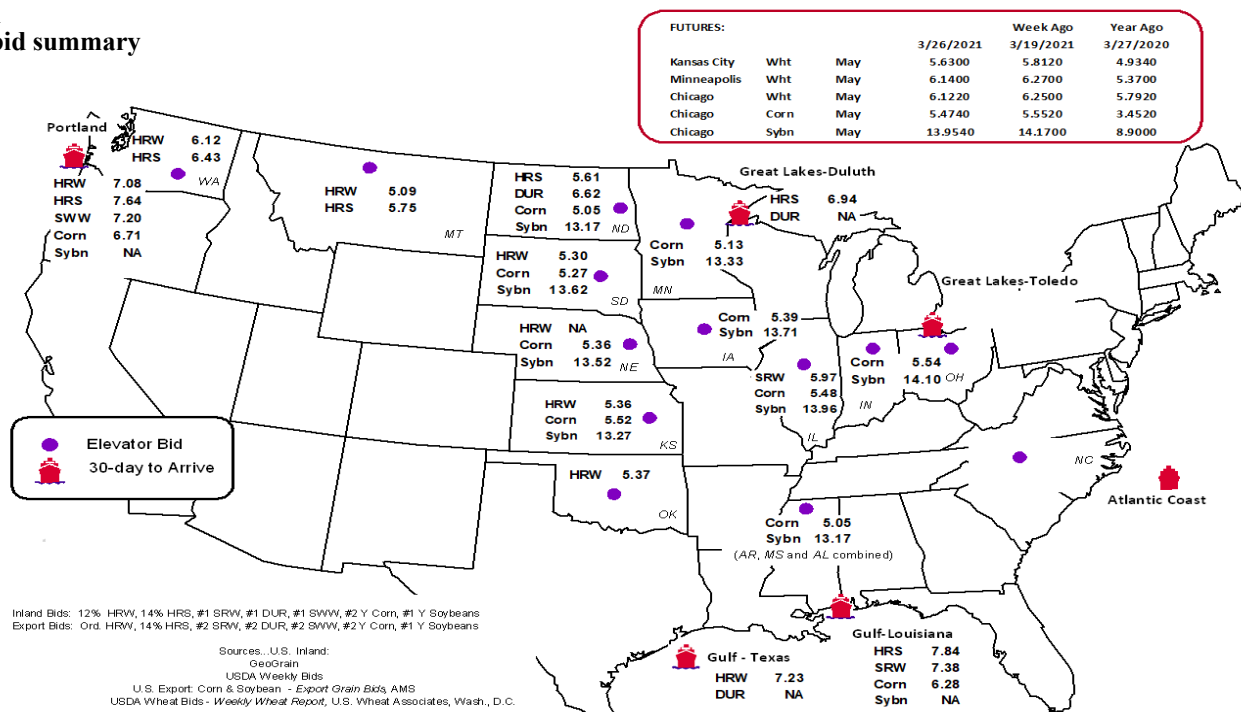 bid summary
FUTURES: Week Ago Year Ago
3/26/2021 3/19/2021 3/27/2020
Kansas City Wht May 5.6300 5.8120 4.9340
Minneapolis Wht May 6.1400 6.2700 5.3700
Chicago Wht May 6.1220 6.2500 5.7920
Chicago Corn May 5.4740 5.5520 3.4520
Chicago Sybn May 13.9540 14.1700 8.9000
Portland
HRW 7.08
HRS 7.64
SWW 7.20
Corn 6.71
Sybn NA
HRW 6.12
HRS 6.43
WA
HRW 5.09
HRS 5.75
MT
HRS 5.61
DUR 6.62
Corn 5.05
Sybn 13.17
ND
HRW 5.30
Corn 5.27
Sybn 13.62
SD
HRW NA
Corn 5.36
Sybn 13.52
NE
HRW 5.36
Corn 5.52
Sybn 13.27
KS
HRW 5.37
OK
Great Lakes-Duluth
HRS 6.94
DUR NA
Corn 5.13
Sybn 13.33
MN
Corn 5.39
Sybn 13.71
IA
SRW 5.97
Corn 5.48
Sybn 13.96
IL
Great Lakes-Toledo
Corn 5.54
Sybn 14.10
OH
IN
NC
Atlantic Coast
Corn 5.05
Sybn 13.17
(AR, MS and AL combined)
Elevator Bid
30-day to Arrive
Gulf - Texas
HRW 7.23
DUR NA
Gulf-Louisiana
HRS 7.84
SRW 7.38
Corn 6.28
Sybn NA
Inland Bids: 12% HRW, 14% HRS, #1 SRW, #1 DUR, #1 SWW, #2 Y Corn, #1 Y Soybeans
Export Bids: Ord. HRW, 14% HRS, #2 SRW, #2 DUR, #2 SWW, #2 Y Corn, #1 Y Soybeans
Sources...U.S. Inland:
GeoGrain
USDA Weekly Bids
U.S. Export: Corn & Soybean - Export Grain Bids, AMS
USDA Wheat Bids - Weekly Wheat Report, U.S. Wheat Associates, Wash., D.C.